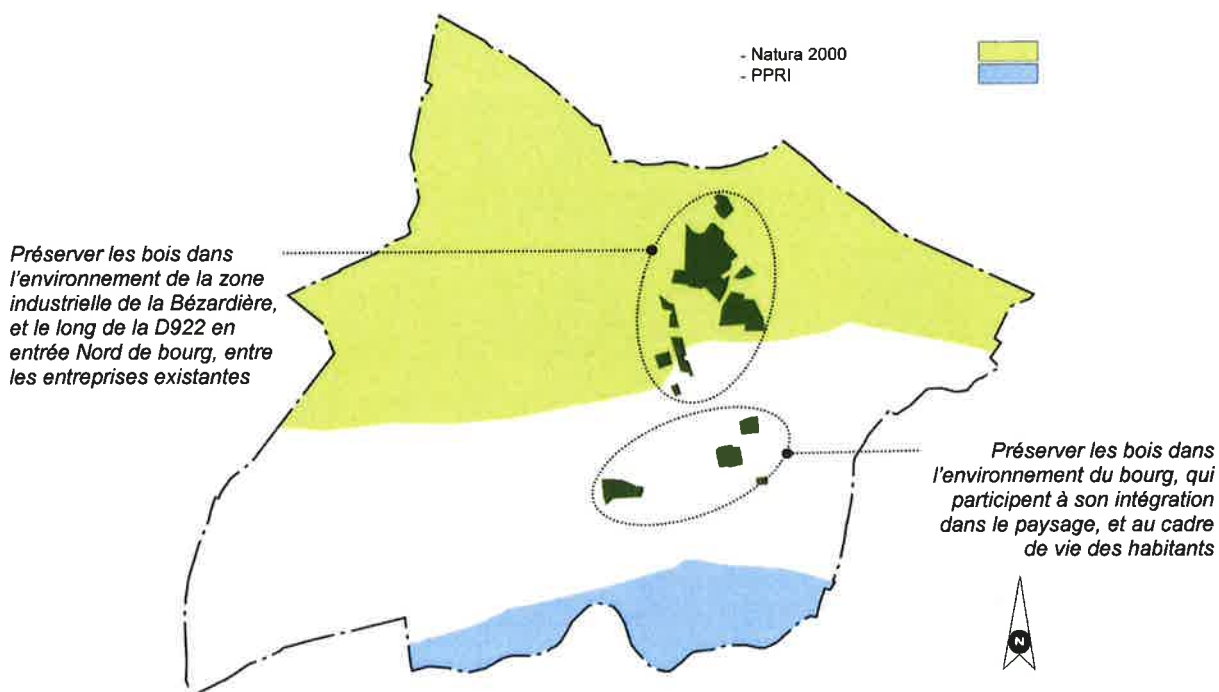 - Natura 2000
- PPRI
Préserver les bois dans
l'environnement de la zone
industrielle de la Bézardière,
et le long de la D922 en
entrée Nord de bourg, entre
les entreprises existantes
Préserver les bois dans
l'environnement du bourg, qui
participent à son intégration
dans le paysage, et au cadre
de vie des habitants
N